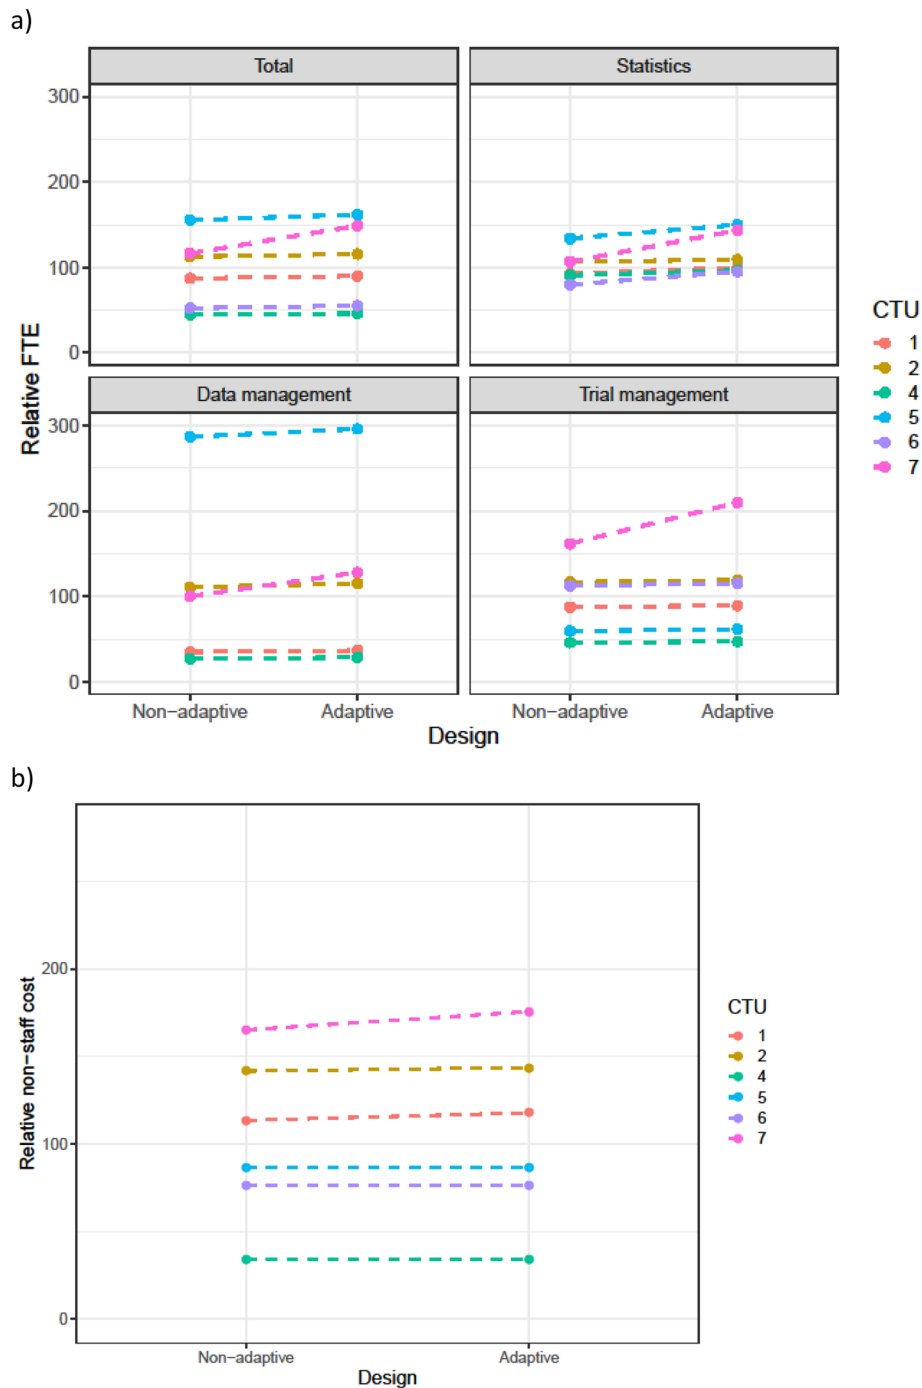 a)
Total
Statistics
300
200
100
0
Relative FTE
Data management
Trial management
300
200
100
0
Non−adaptive
Adaptive
Non−adaptive
Adaptive
Design
CTU
1
2
4
5
6
7
b)
200
100
0
Relative non−staff cost
Non−adaptive
Adaptive
Design
CTU
1
2
4
5
6
7